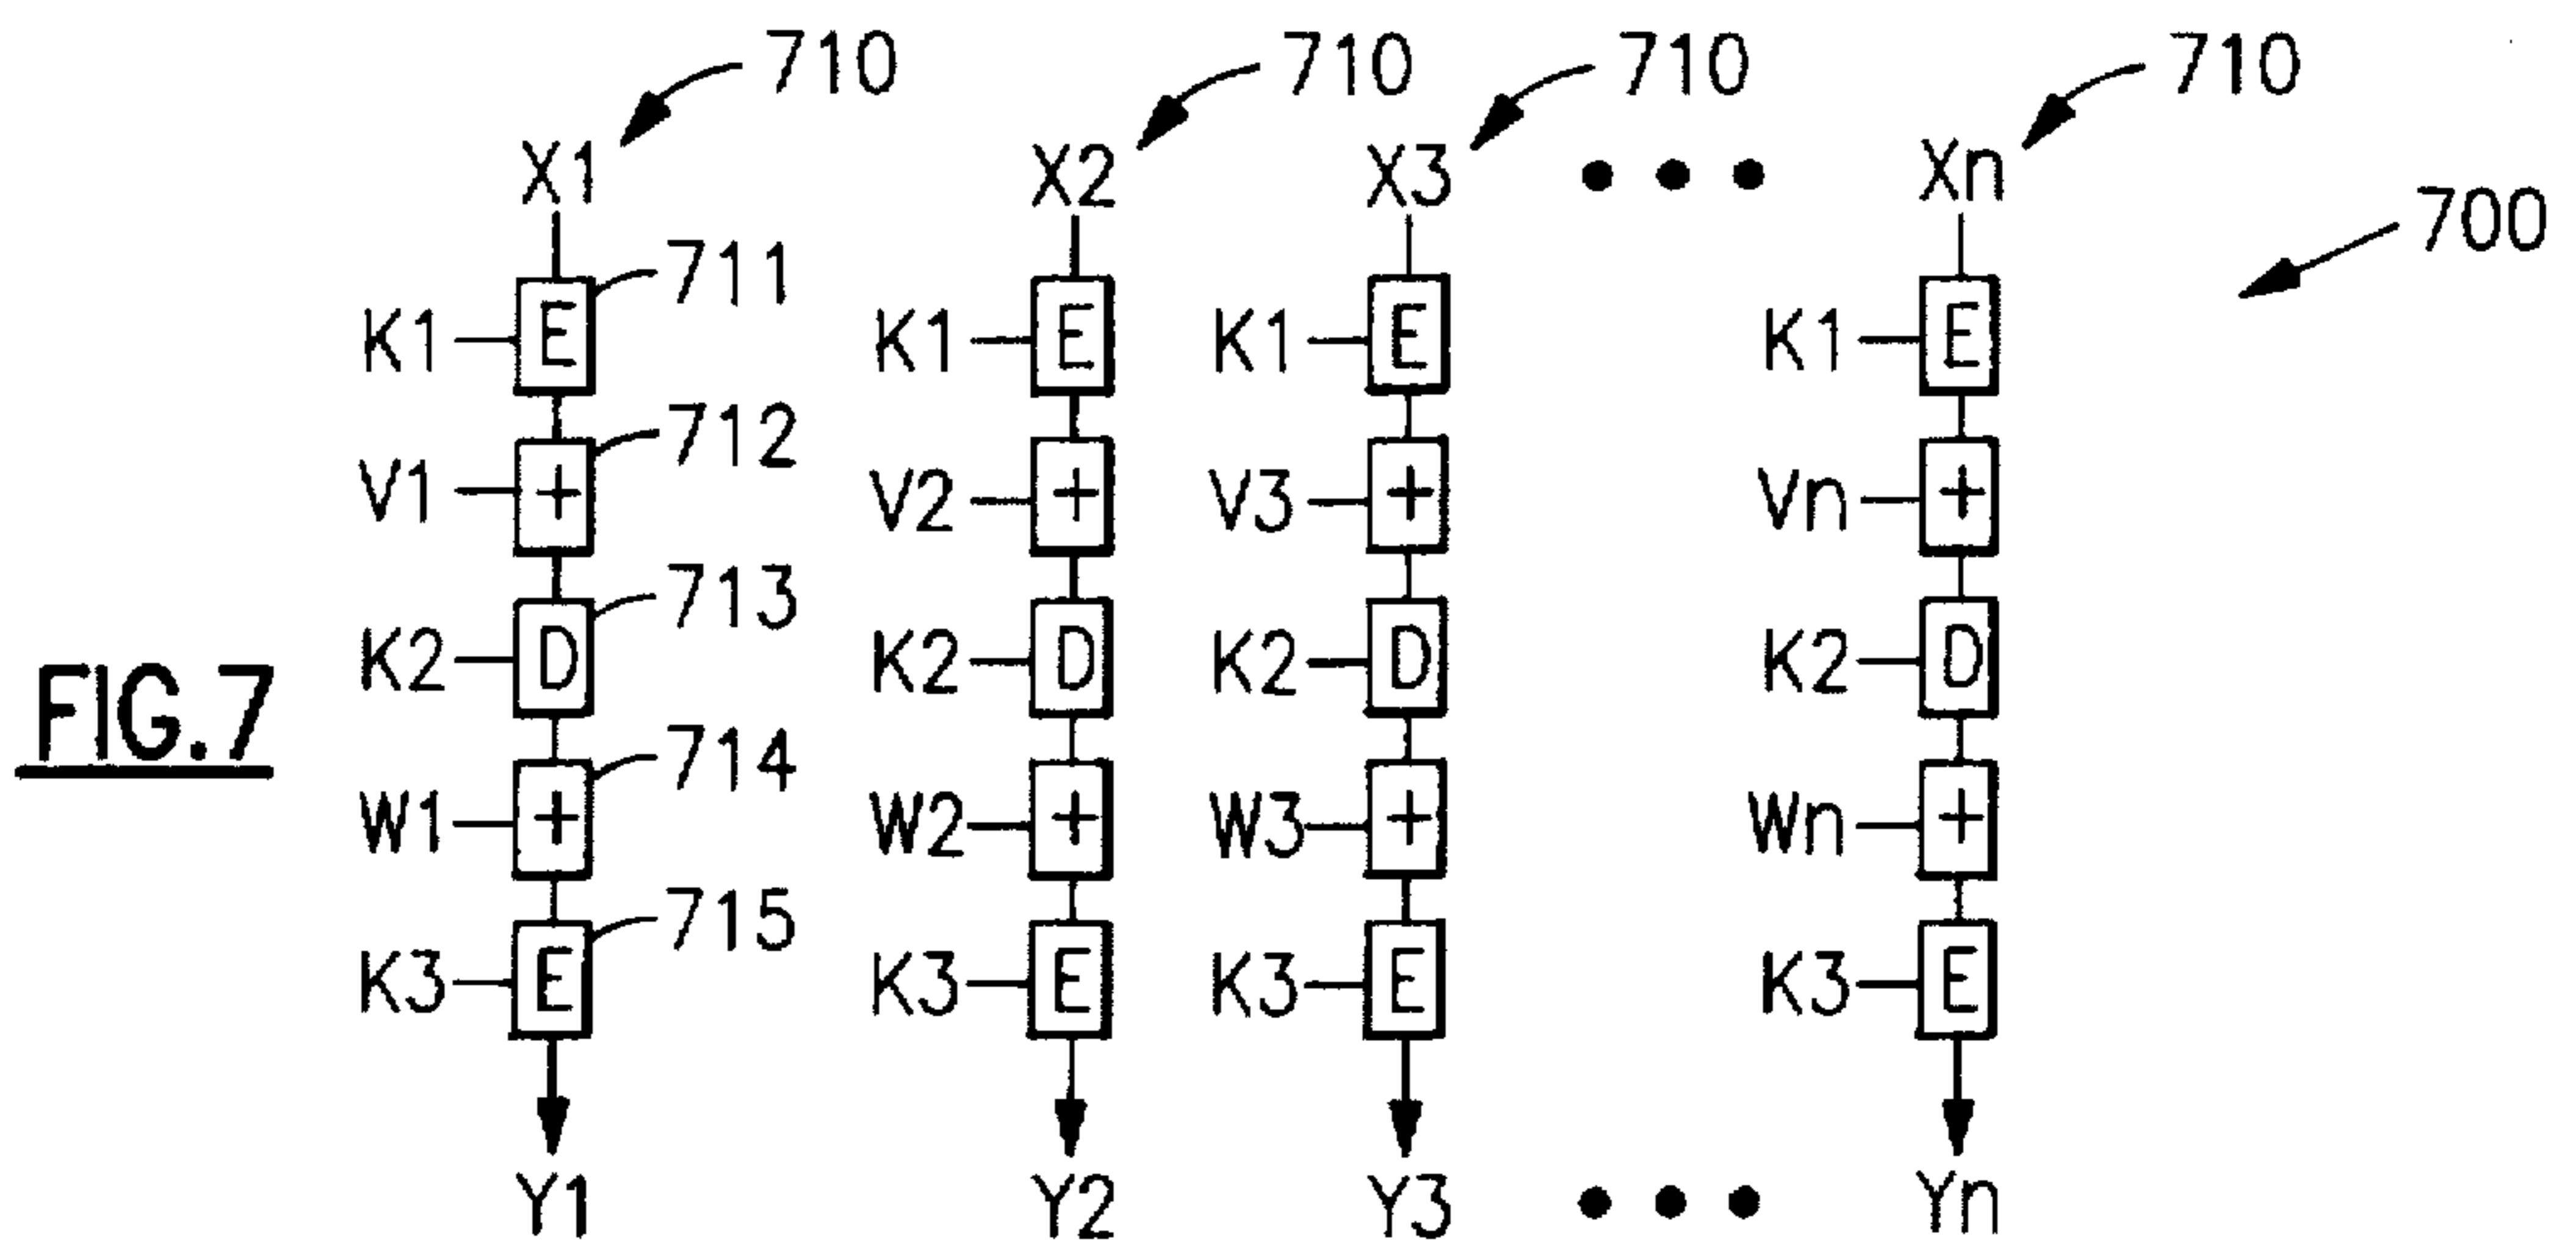 710 710 710 710
X1 X2 X3 ••• Xn
700
711
K1 E K1 E K1 E K1 E
712
V1 + V2 + V3 + Vn +
713
K2 D K2 D K2 D K2 D
FIG.7
714
W1 + W2 + W3 + Wn +
715
K3 E K3 E K3 E K3 E
Y1 Y2 Y3 ••• Yn